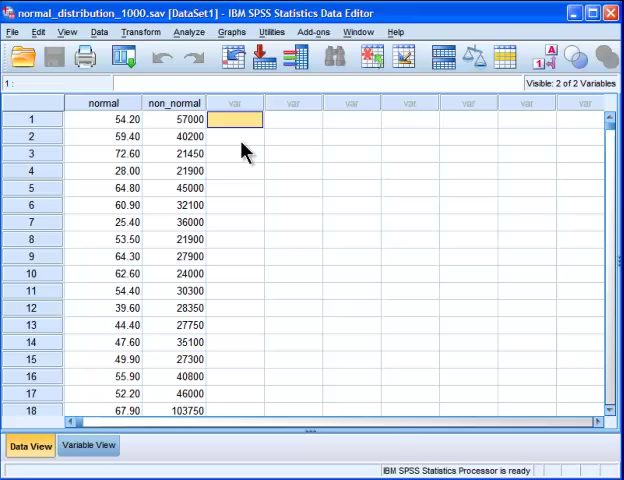 normal_distribution_1000.sav [DataSet1] - IBM SPSS Statistics Data Editor
File Edit View Data Transform Analyze Graphs Utilities Add-ons Window Help
1 :
Visible: 2 of 2 Variables
normal non_normal var var var var var var var
1 54.20 57000
2 59.40 40200
3 72.60 21450
4 28.00 21900
5 64.80 45000
6 60.90 32100
7 25.40 36000
8 53.50 21900
9 64.30 27900
10 62.60 24000
11 54.40 30300
12 39.60 28350
13 44.40 27750
14 47.60 35100
15 49.90 27300
16 55.90 40800
17 52.20 46000
18 67.90 103750
Data View Variable View
IBM SPSS Statistics Processor is ready